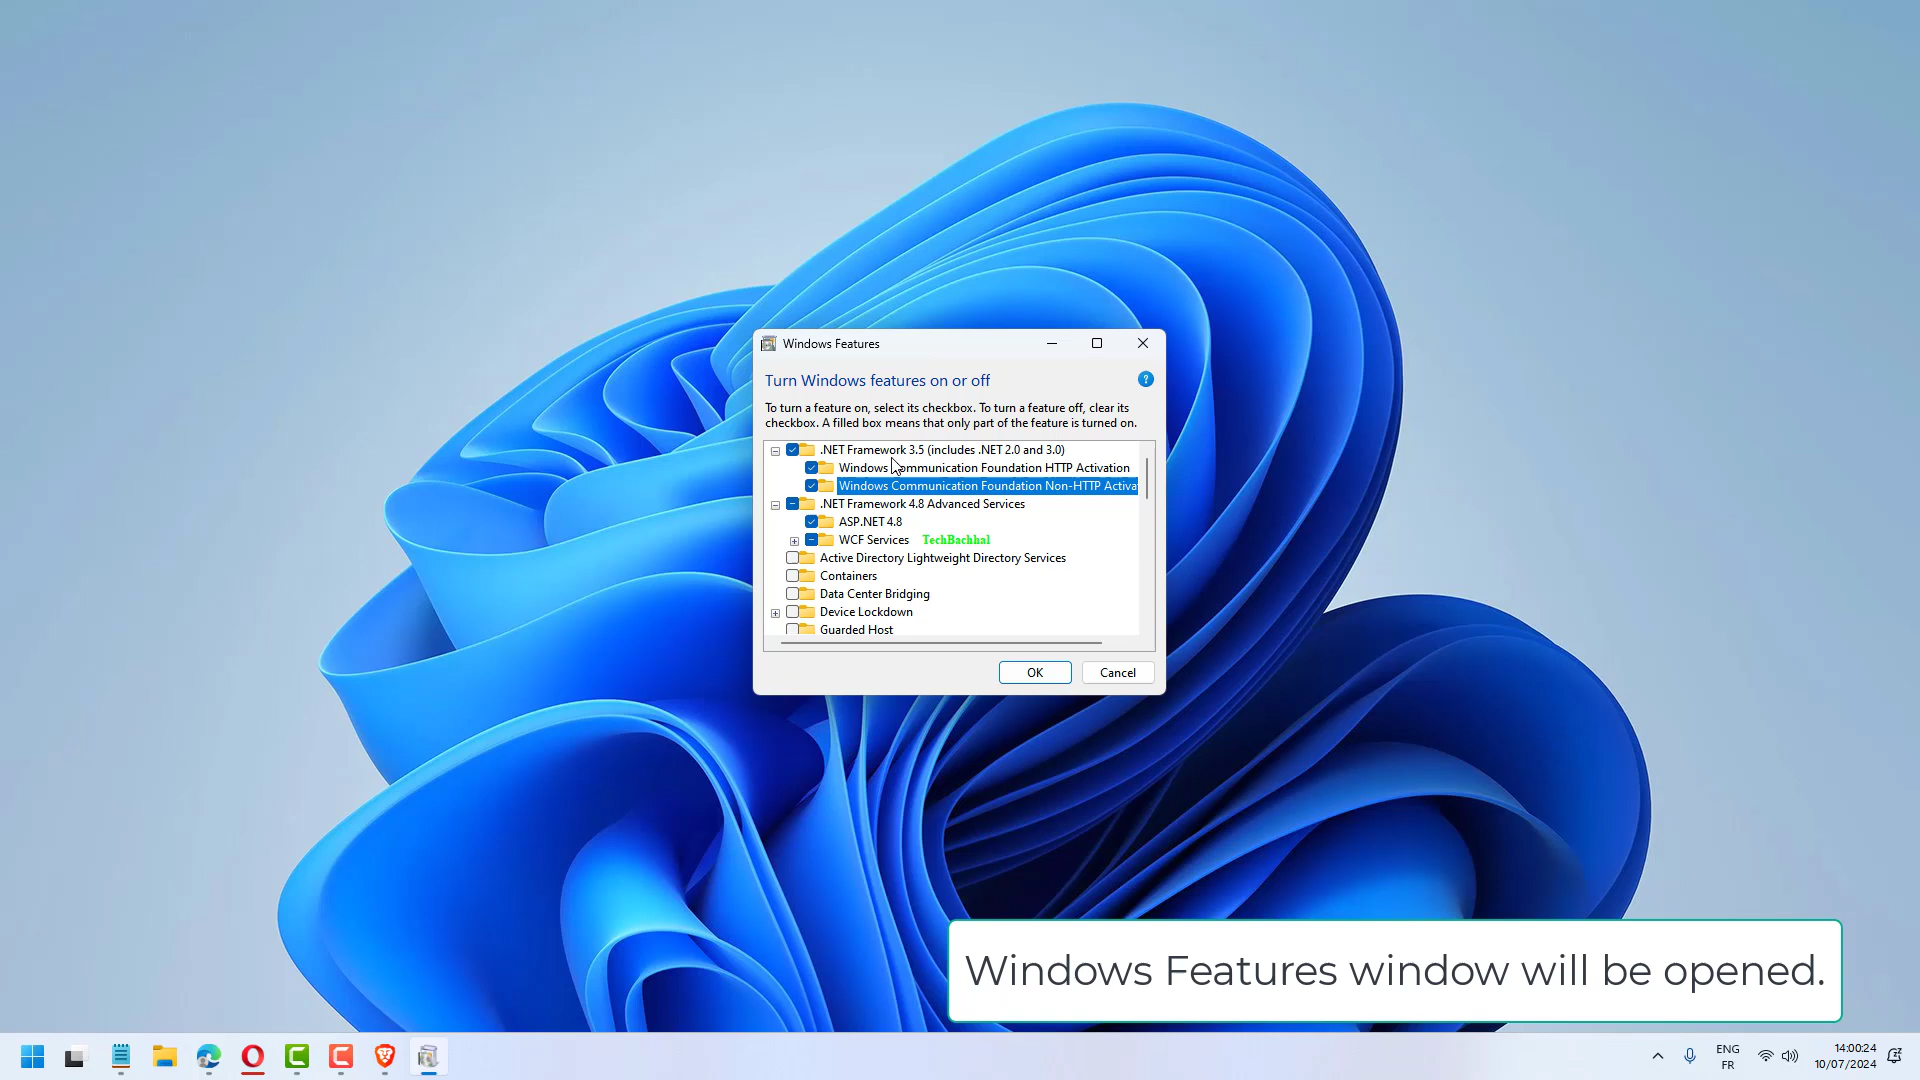 Windows Features
Turn Windows features on or off
?
To turn a feature on, select its checkbox. To turn a feature off, clear its
checkbox. A filled box means that only part of the feature is turned on.
.NET Framework 3.5 (includes .NET 2.0 and 3.0)
Windows Communication Foundation HTTP Activation
Windows Communication Foundation Non-HTTP Activa
.NET Framework 4.8 Advanced Services
ASP.NET 4.8
WCF Services TechBachhal
Active Directory Lightweight Directory Services
Containers
Data Center Bridging
Device Lockdown
Guarded Host
OK Cancel
Windows Features window will be opened.
ENG
FR
14:00:24
10/07/2024